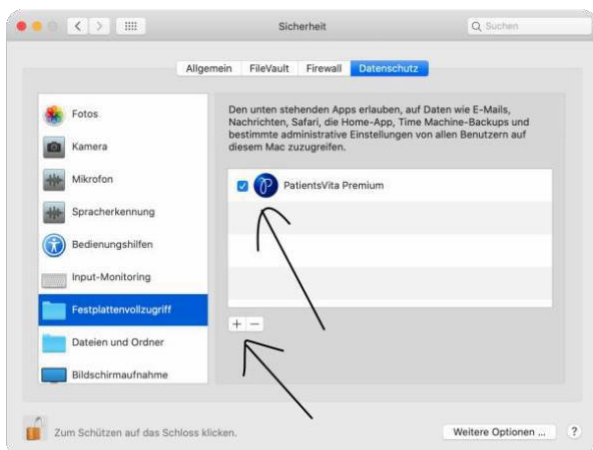 Sicherheit
Suchen
Allgemein FileVault Firewall Datenschutz
Fotos
Kamera
Mikrofon
Spracherkennung
Bedienungshilfen
Input-Monitoring
Festplattenvollzugriff
Dateien und Ordner
Bildschirmaufnahme
Den unten stehenden Apps erlauben, auf Daten wie E-Mails,
Nachrichten, Safari, die Home-App, Time Machine-Backups und
bestimmte administrative Einstellungen von allen Benutzern auf
diesem Mac zuzugreifen.
PatientsVita Premium
+ −
Zum Schützen auf das Schloss klicken.
Weitere Optionen ... ?